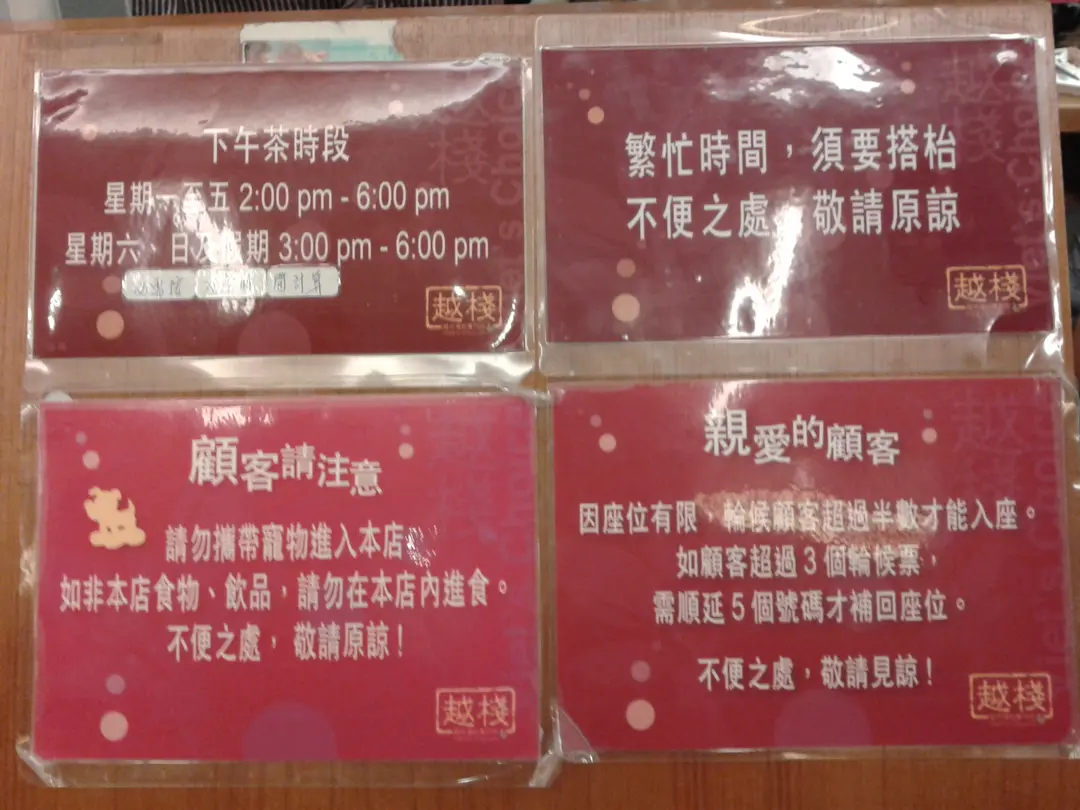 下午茶時段
星期一至五 2:00 pm - 6:00 pm
星期六、日及假期 3:00 pm - 6:00 pm
計算
越棧
繁忙時間，須要搭枱
不便之處，敬請原諒
越棧
顧客請注意
請勿攜帶寵物進入本店。
如非本店食物、飲品，請勿在本店內進食。
不便之處，敬請原諒！
越棧
親愛的顧客
因座位有限，輪候顧客超過半數才能入座。
如顧客超過3個輪候票，
需順延5個號碼才補回座位。
不便之處，敬請見諒！
越棧